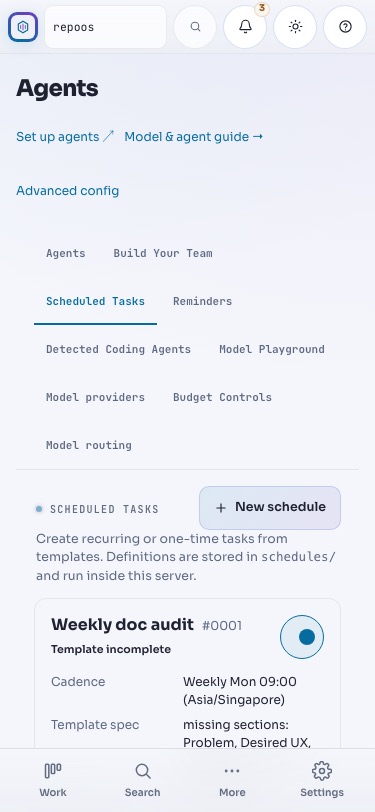 repoos
3
Agents
Set up agents ↗ Model & agent guide →
Advanced config
Agents Build Your Team
Scheduled Tasks Reminders
Detected Coding Agents Model Playground
Model providers Budget Controls
Model routing
SCHEDULED TASKS
+ New schedule
Create recurring or one-time tasks from
templates. Definitions are stored in schedules/
and run inside this server.
Weekly doc audit #0001
Template incomplete
Cadence Weekly Mon 09:00
(Asia/Singapore)
Template spec missing sections:
Problem, Desired UX,
Work Search More Settings